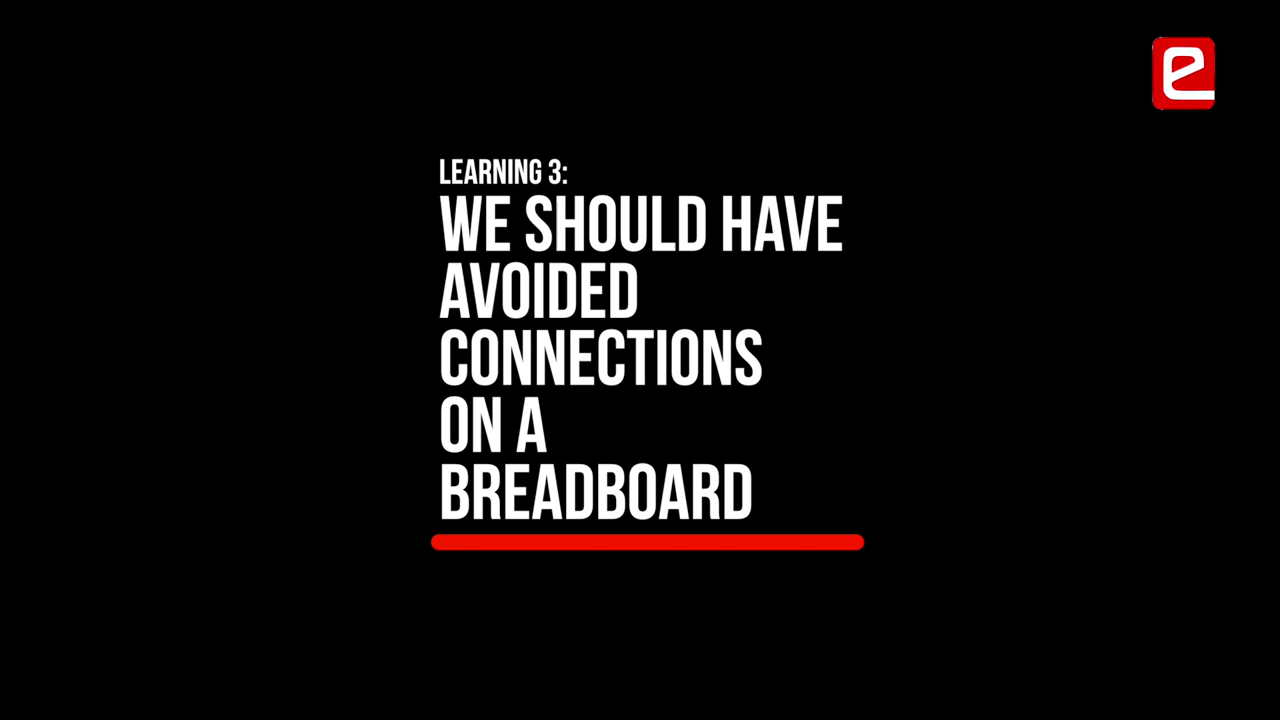 e
LEARNING 3:
WE SHOULD HAVE
AVOIDED
CONNECTIONS
ON A
BREADBOARD